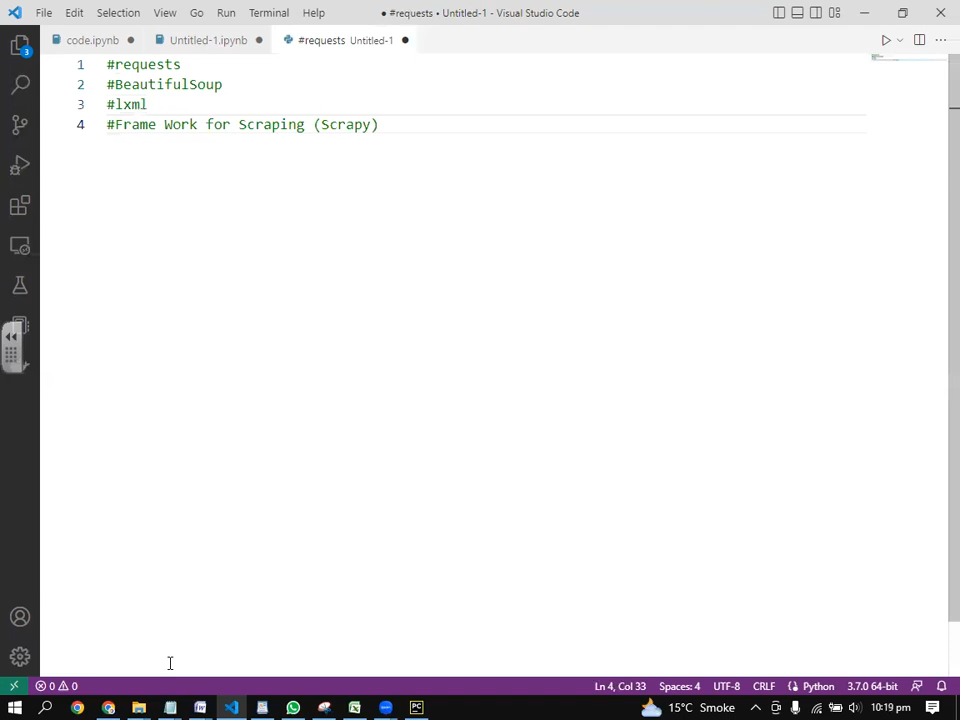 File Edit Selection View Go Run Terminal Help
● #requests • Untitled-1 - Visual Studio Code
code.ipynb ● Untitled-1.ipynb ● #requests Untitled-1 ●
1 #requests
2 #BeautifulSoup
3 #lxml
4 #Frame Work for Scraping (Scrapy)
3
0 0
Ln 4, Col 33 Spaces: 4 UTF-8 CRLF Python 3.7.0 64-bit
15°C Smoke 10:19 pm